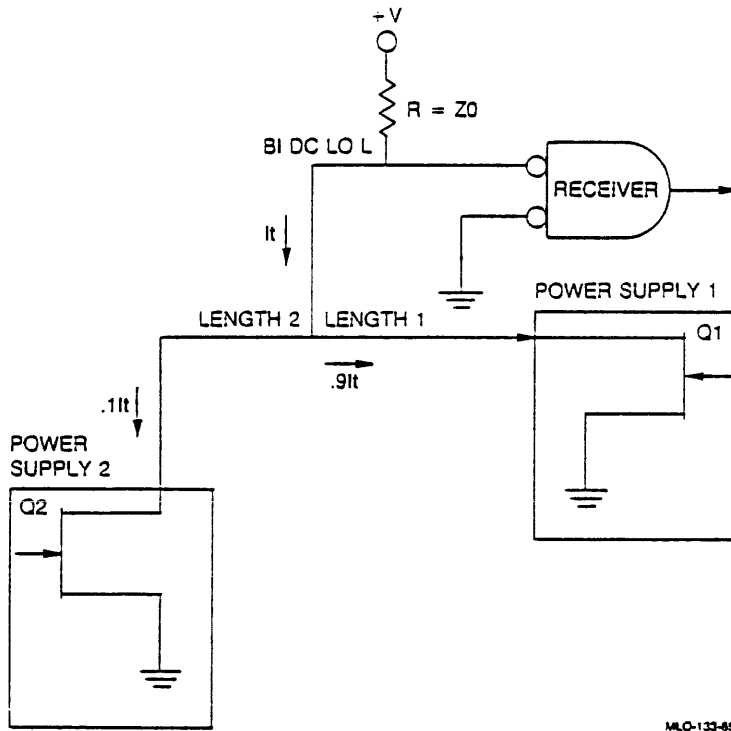 +V
R = Z0
BI DC LO L
RECEIVER
It
POWER SUPPLY 1
LENGTH 2 LENGTH 1
Q1
.9It
.1It
POWER
SUPPLY 2
Q2